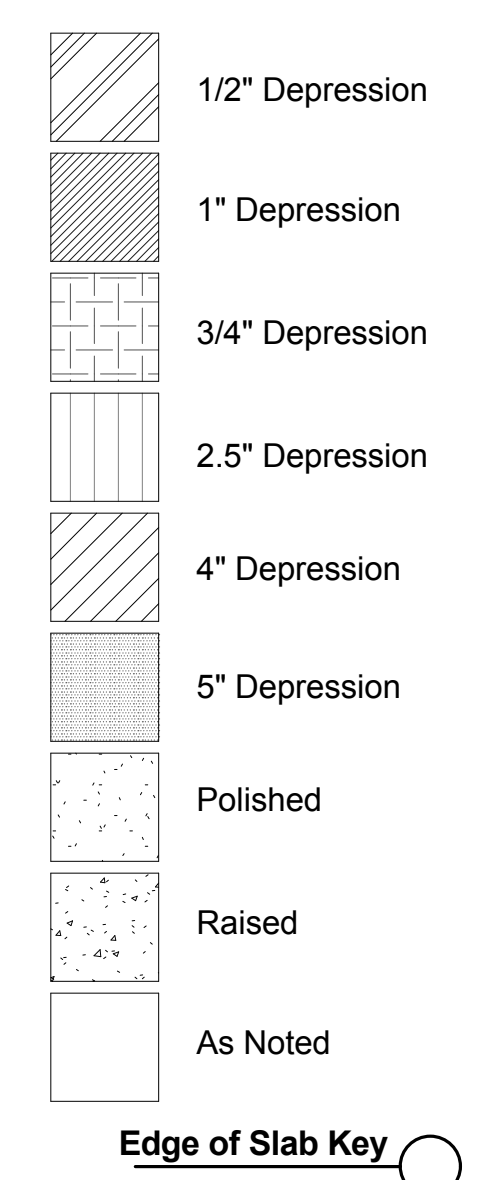 1/2" Depression
1" Depression
3/4" Depression
2.5" Depression
4" Depression
5" Depression
Polished
Raised
As Noted
Edge of Slab Key